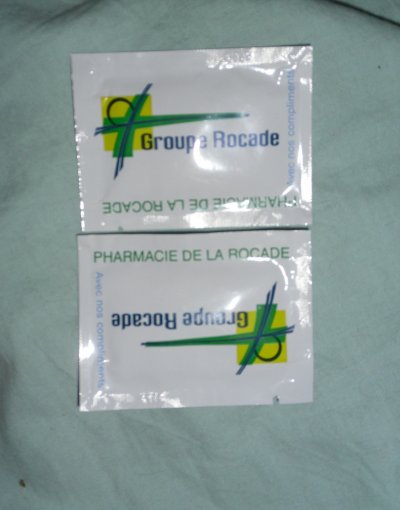 Groupe Rocade
Avec nos compliments
PHARMACIE DE LA ROCADE
PHARMACIE DE LA ROCADE
Avec nos compliments
Groupe Rocade